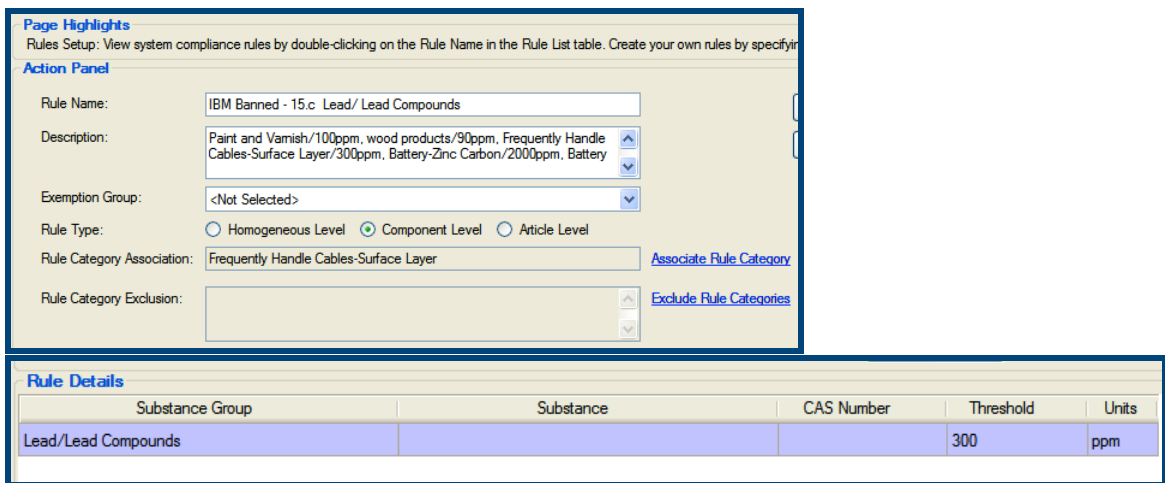 Page Highlights
Rules Setup: View system compliance rules by double-clicking on the Rule Name in the Rule List table. Create your own rules by specifyin
Action Panel
Rule Name: IBM Banned - 15.c Lead/ Lead Compounds
Description: Paint and Varnish/100ppm, wood products/90ppm, Frequently Handle
Cables-Surface Layer/300ppm, Battery-Zinc Carbon/2000ppm, Battery
Exemption Group: <Not Selected>
Rule Type: Homogeneous Level Component Level Article Level
Rule Category Association: Frequently Handle Cables-Surface Layer Associate Rule Category
Rule Category Exclusion: Exclude Rule Categories
Rule Details
Substance Group Substance CAS Number Threshold Units
Lead/Lead Compounds 300 ppm